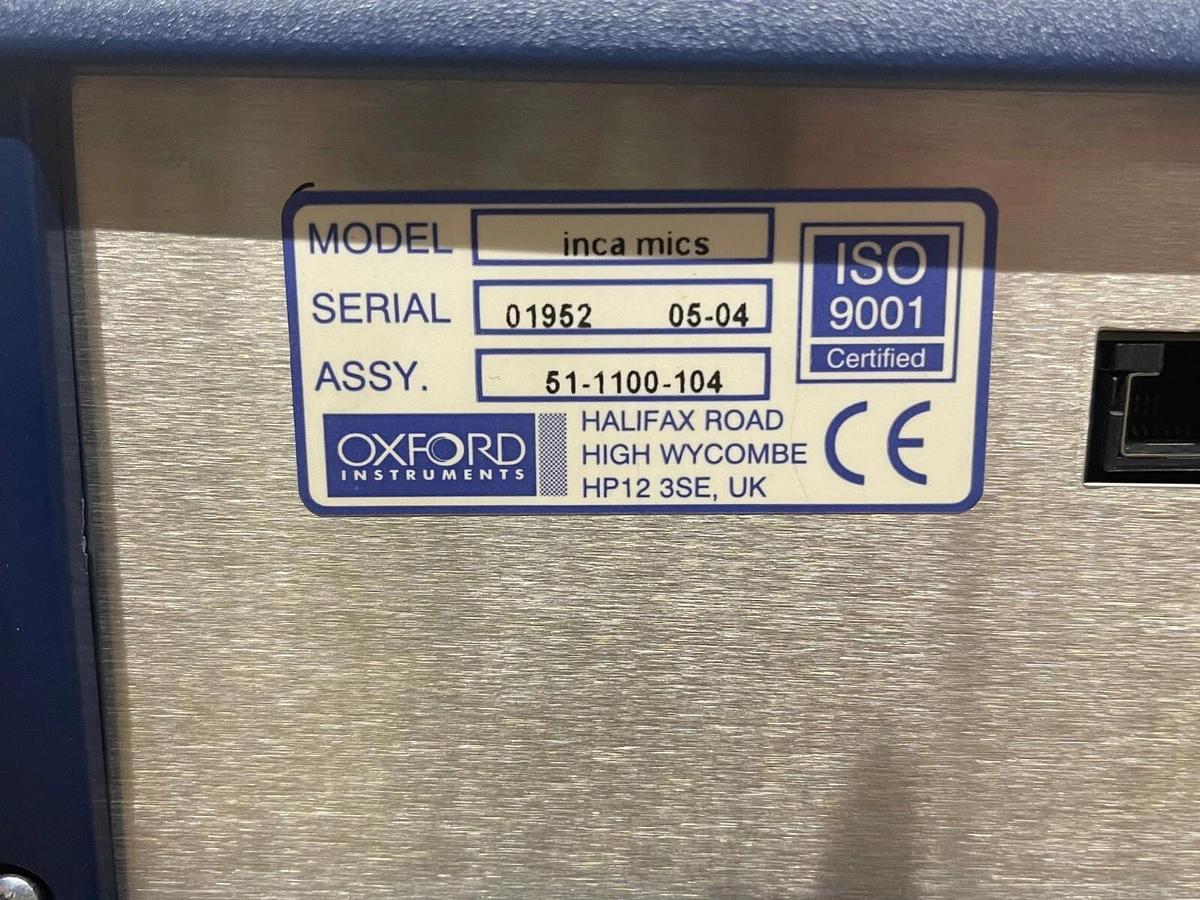 MODEL inca mics
SERIAL 01952 05-04
ASSY. 51-1100-104
ISO
9001
Certified
OXFORD
INSTRUMENTS
HALIFAX ROAD
HIGH WYCOMBE
HP12 3SE, UK
CE